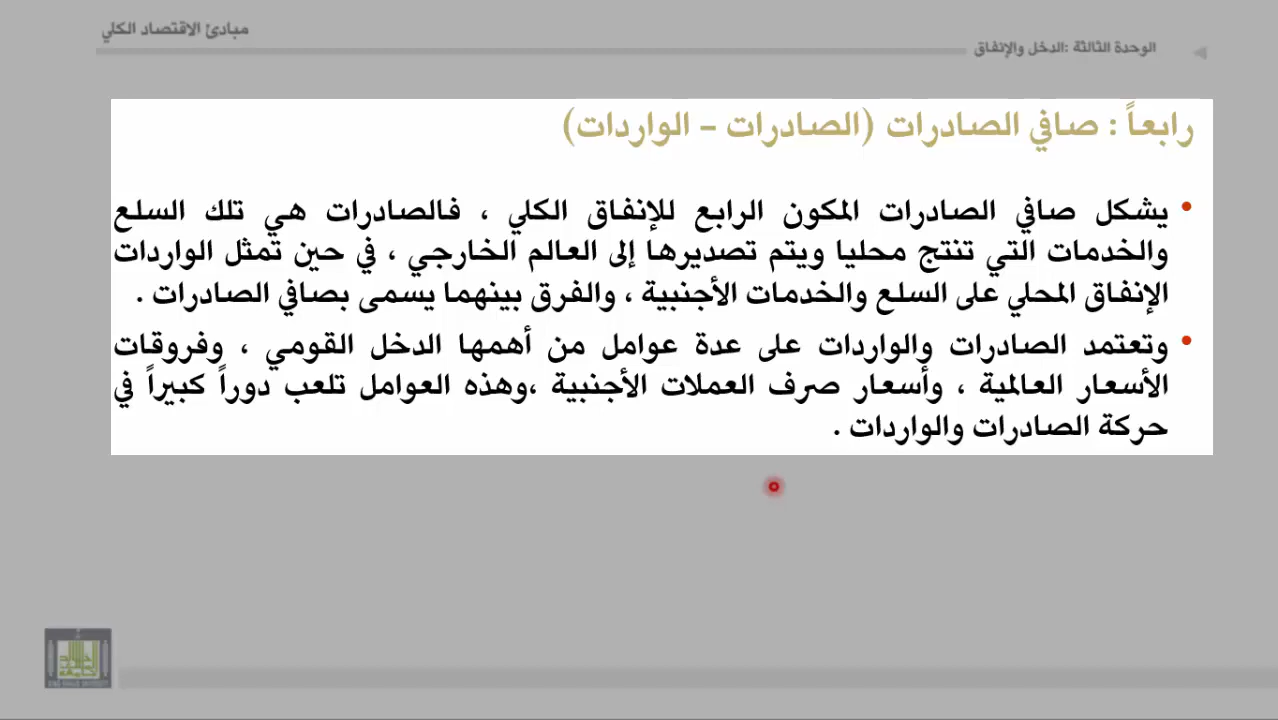 مبادئ الاقتصاد الكلي
الوحدة الثالثة :الدخل والإنفاق
رابعاً : صافي الصادرات (الصادرات – الواردات)
• يشكل صافي الصادرات المكون الرابع للإنفاق الكلي ، فالصادرات هي تلك السلع
والخدمات التي تنتج محليا ويتم تصديرها إلى العالم الخارجي ، في حين تمثل الواردات
الإنفاق المحلي على السلع والخدمات الأجنبية ، والفرق بينهما يسمى بصافي الصادرات .
• وتعتمد الصادرات والواردات على عدة عوامل من أهمها الدخل القومي ، وفروقات
الأسعار العالمية ، وأسعار صرف العملات الأجنبية ،وهذه العوامل تلعب دوراً كبيراً في
حركة الصادرات والواردات .